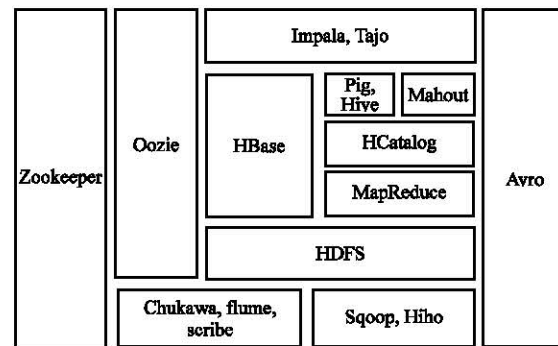 Impala, Tajo
Pig,
Hive
Mahout
Zookeeper
Oozie
HBase
HCatalog
MapReduce
Avro
HDFS
Chukawa, flume,
scribe
Sqoop, Hiho